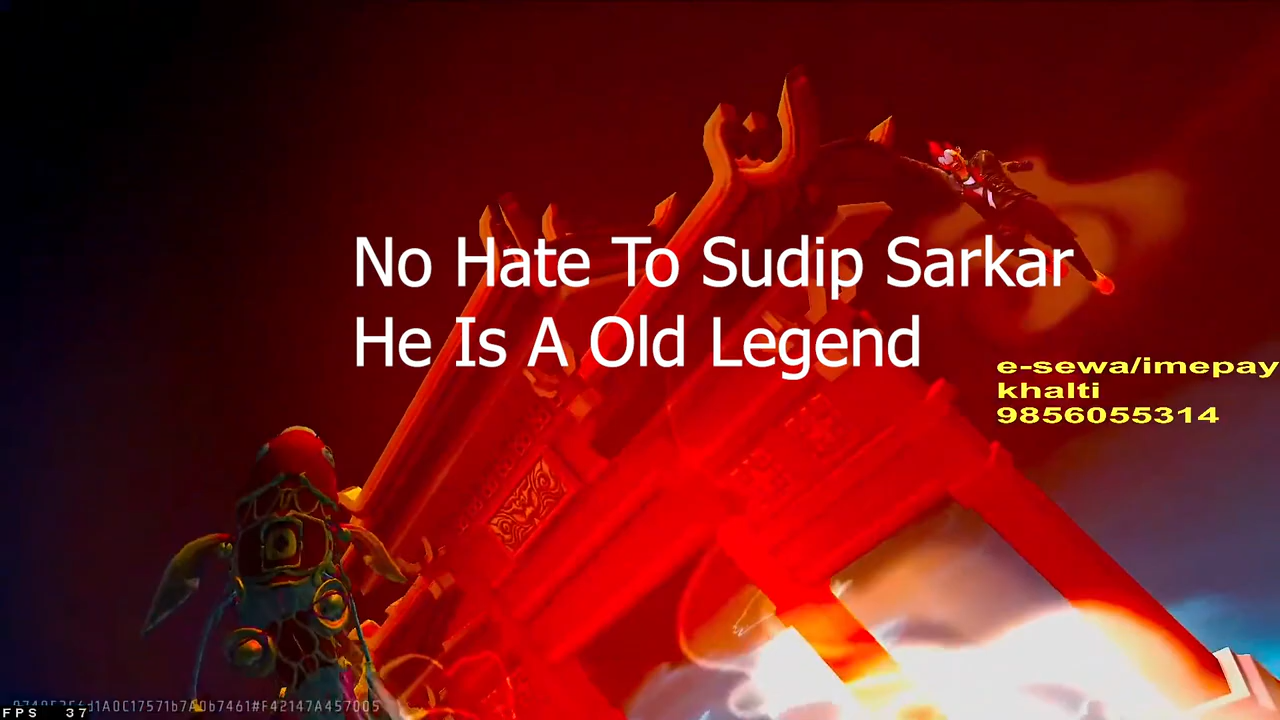 No Hate To Sudip Sarkar
He Is A Old Legend
e-sewa/imepay
khalti
9856055314
FPS 37